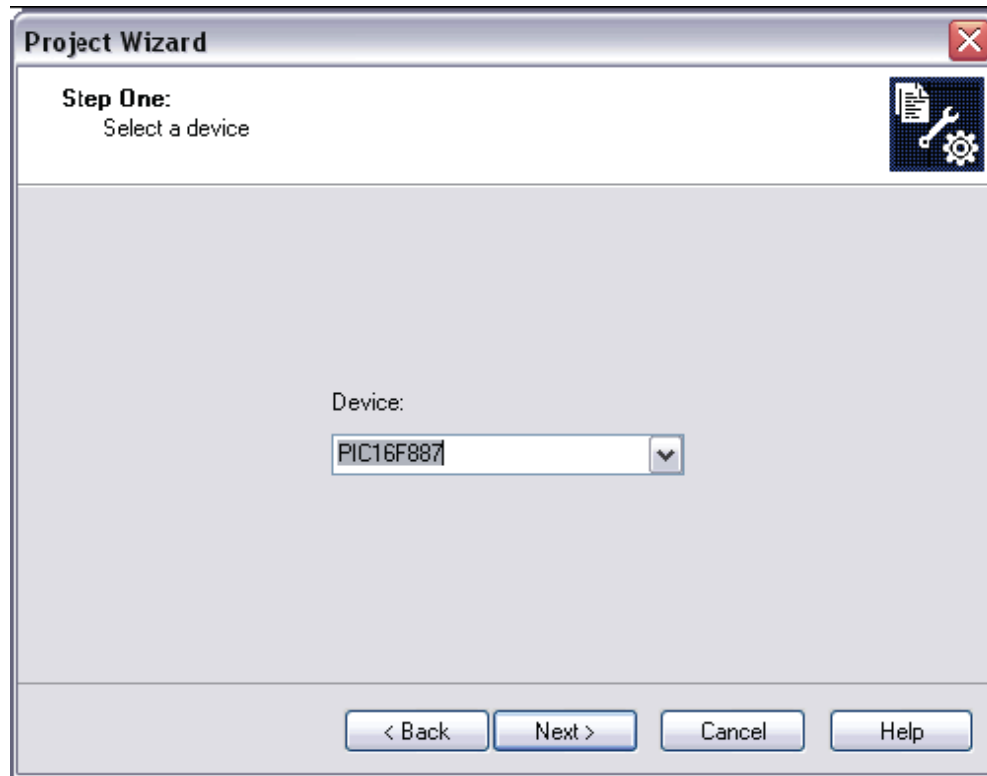 Project Wizard
Step One:
Select a device
Device:
PIC16F887
< Back
Next >
Cancel
Help